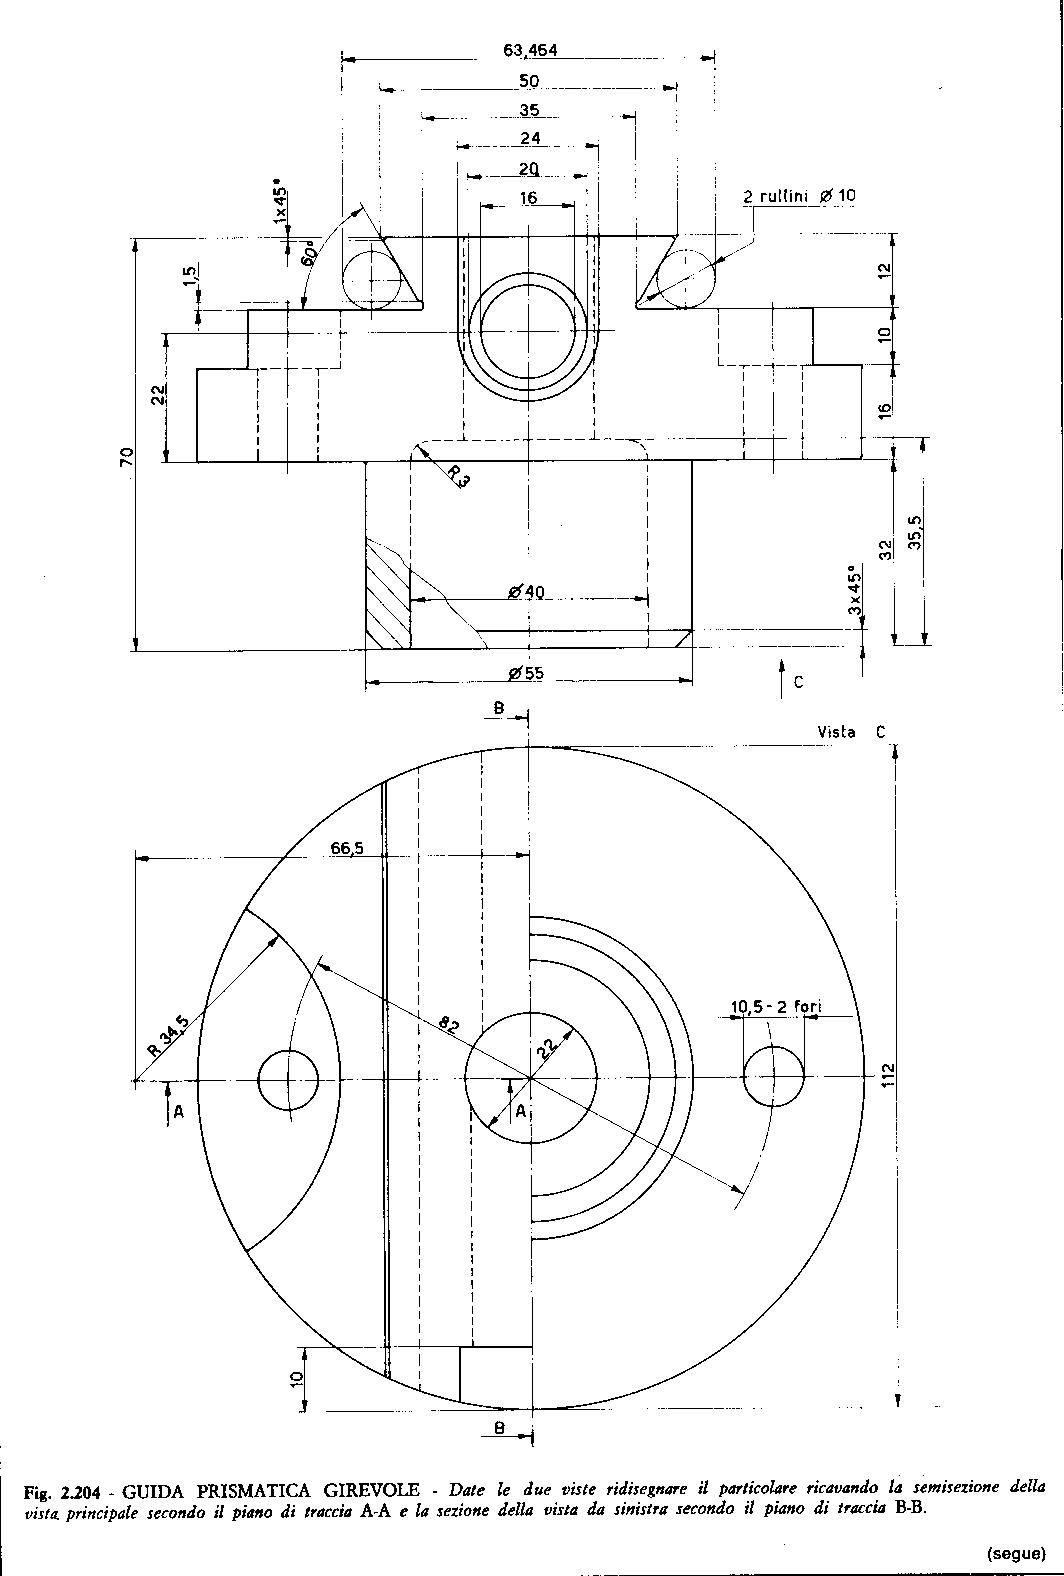 63,464
50
35
24
20
16
2 rullini Ø 10
1x45°
60°
1,5
12
10
16
22
70
R 3
35,5
32
Ø40
3x45°
Ø55
C
B
Vista C
66,5
R 34,5
82
22
10,5-2 fori
112
A
A
10
B
Fig. 2.204 - GUIDA PRISMATICA GIREVOLE - Date le due viste ridisegnare il particolare ricavando la semisezione della
vista principale secondo il piano di traccia A-A e la sezione della vista da sinistra secondo il piano di traccia B-B.
(segue)